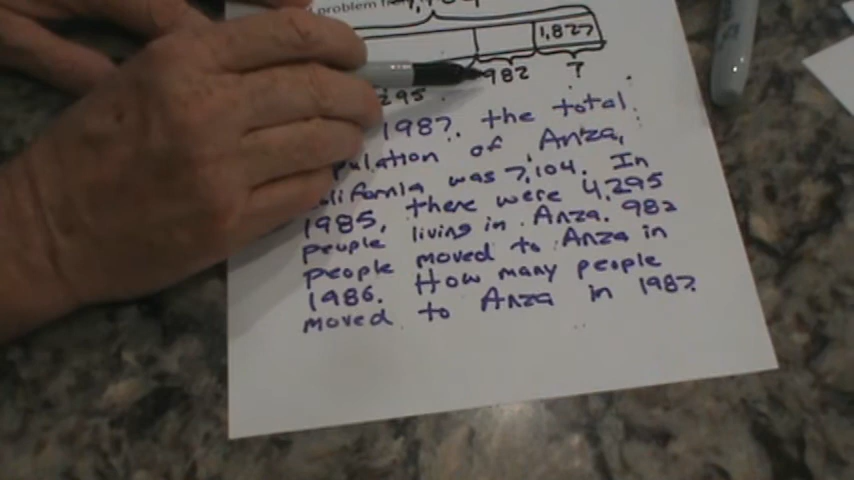 problem
1,827
295 982 ?
1987, the total
pulation of Anza,
lifornia was 7,104. In
1985, there were 4,295
people living in Anza. 982
people moved to Anza in
1986. How many people
moved to Anza in 1987